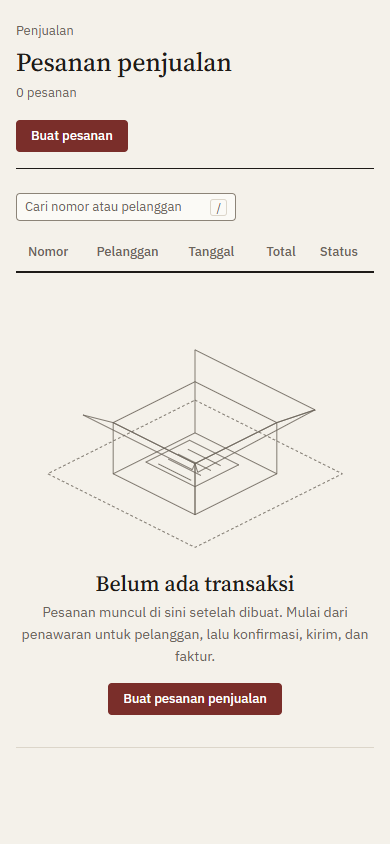 Penjualan
Pesanan penjualan
0 pesanan
Buat pesanan
Cari nomor atau pelanggan /
Nomor Pelanggan Tanggal Total Status
Belum ada transaksi
Pesanan muncul di sini setelah dibuat. Mulai dari
penawaran untuk pelanggan, lalu konfirmasi, kirim, dan
faktur.
Buat pesanan penjualan